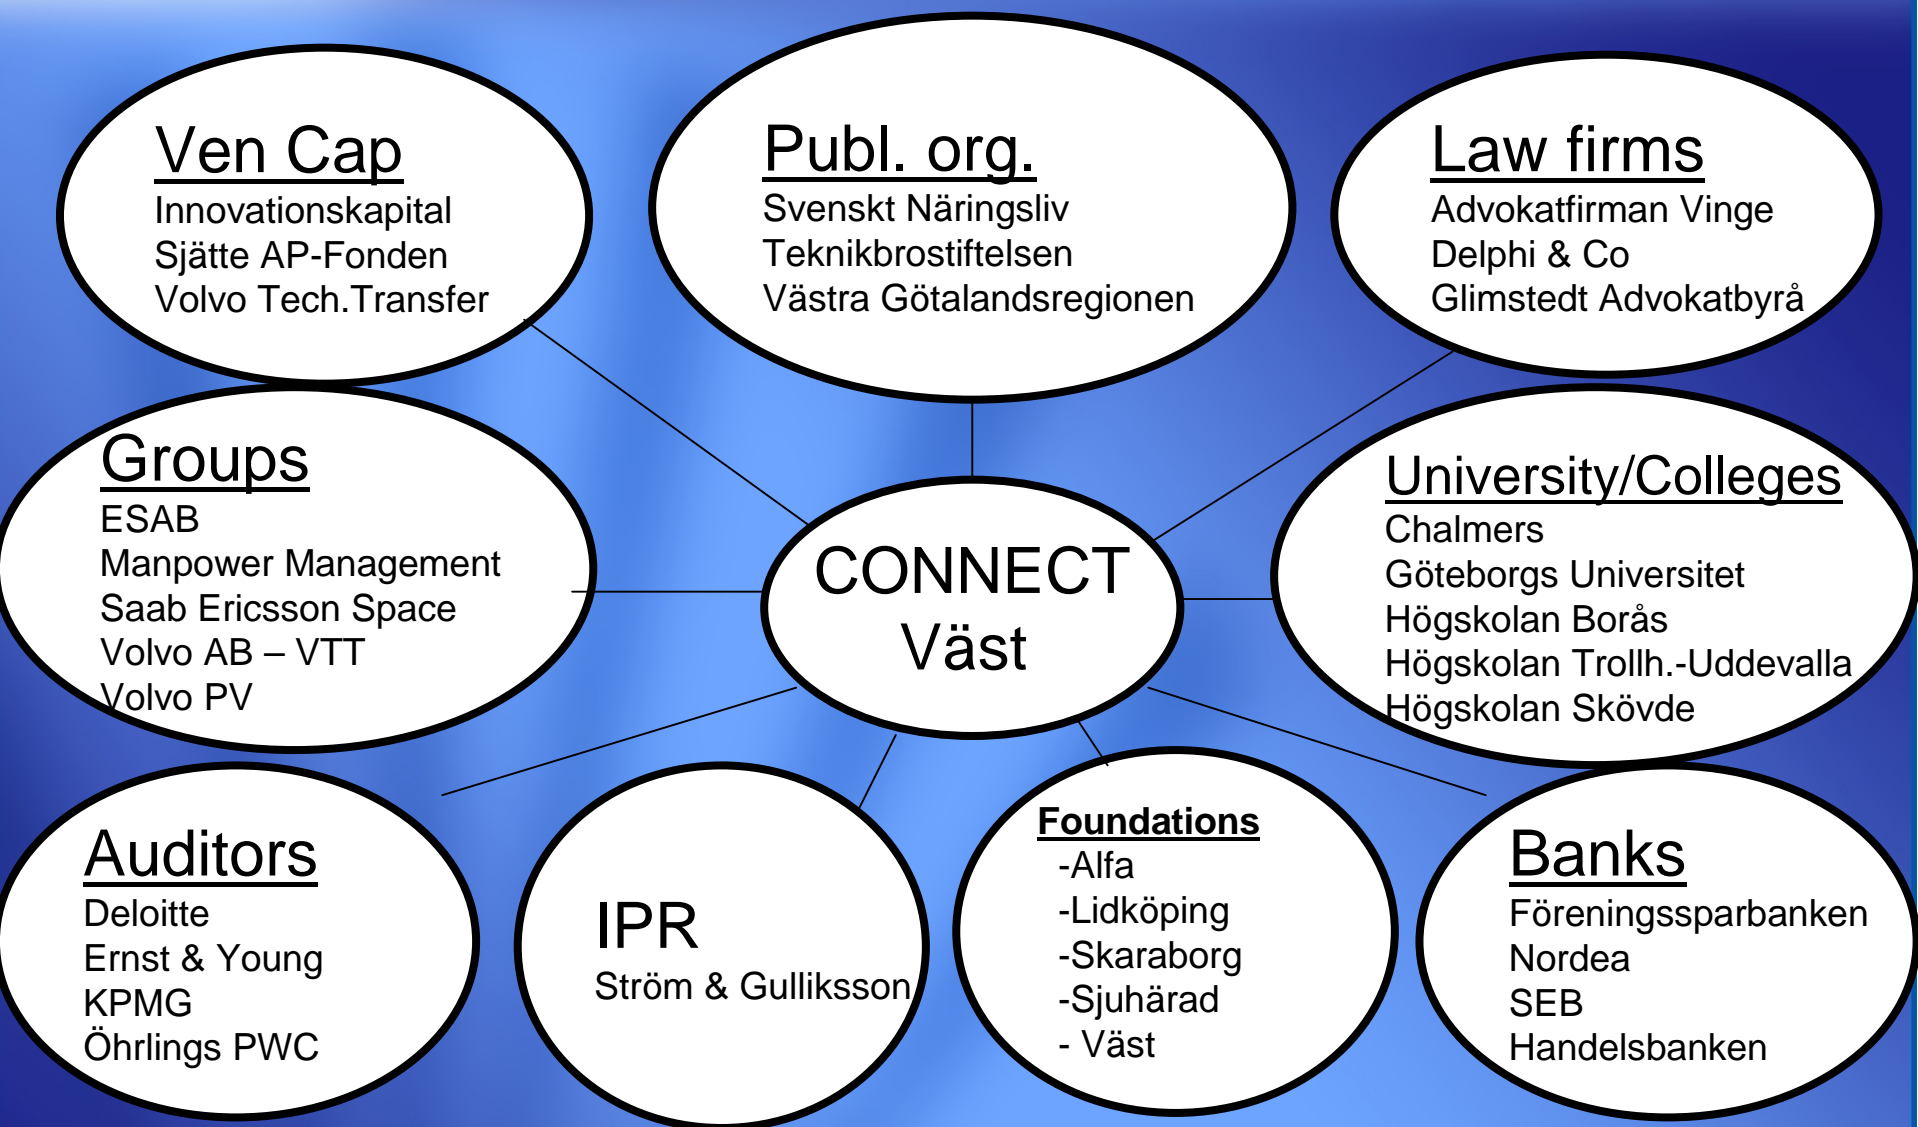 Ven Cap
Innovationskapital
Sjätte AP-Fonden
Volvo Tech.Transfer
Publ. org.
Svenskt Näringsliv
Teknikbrostiftelsen
Västra Götalandsregionen
Law firms
Advokatfirman Vinge
Delphi & Co
Glimstedt Advokatbyrå
Groups
ESAB
Manpower Management
Saab Ericsson Space
Volvo AB – VTT
Volvo PV
CONNECT
Väst
University/Colleges
Chalmers
Göteborgs Universitet
Högskolan Borås
Högskolan Trollh.-Uddevalla
Högskolan Skövde
Auditors
Deloitte
Ernst & Young
KPMG
Öhrlings PWC
IPR
Ström & Gulliksson
Foundations
-Alfa
-Lidköping
-Skaraborg
-Sjuhärad
- Väst
Banks
Föreningssparbanken
Nordea
SEB
Handelsbanken